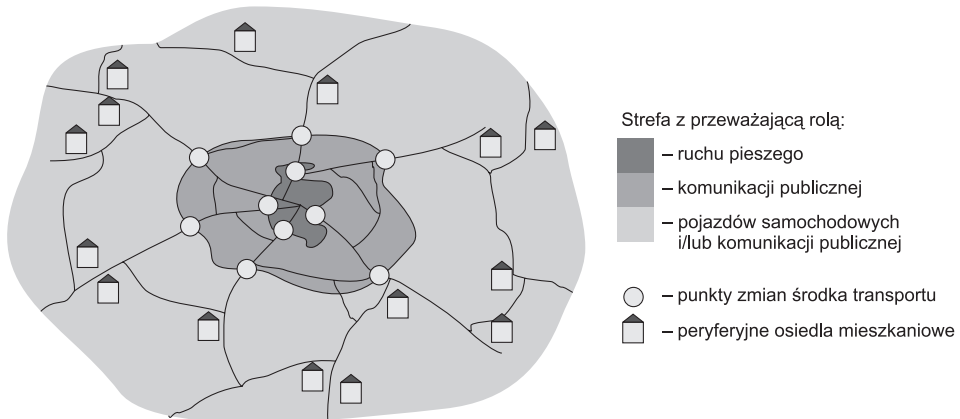 Strefa z przeważającą rolą:
– ruchu pieszego
– komunikacji publicznej
– pojazdów samochodowych
i/lub komunikacji publicznej
– punkty zmian środka transportu
– peryferyjne osiedla mieszkaniowe